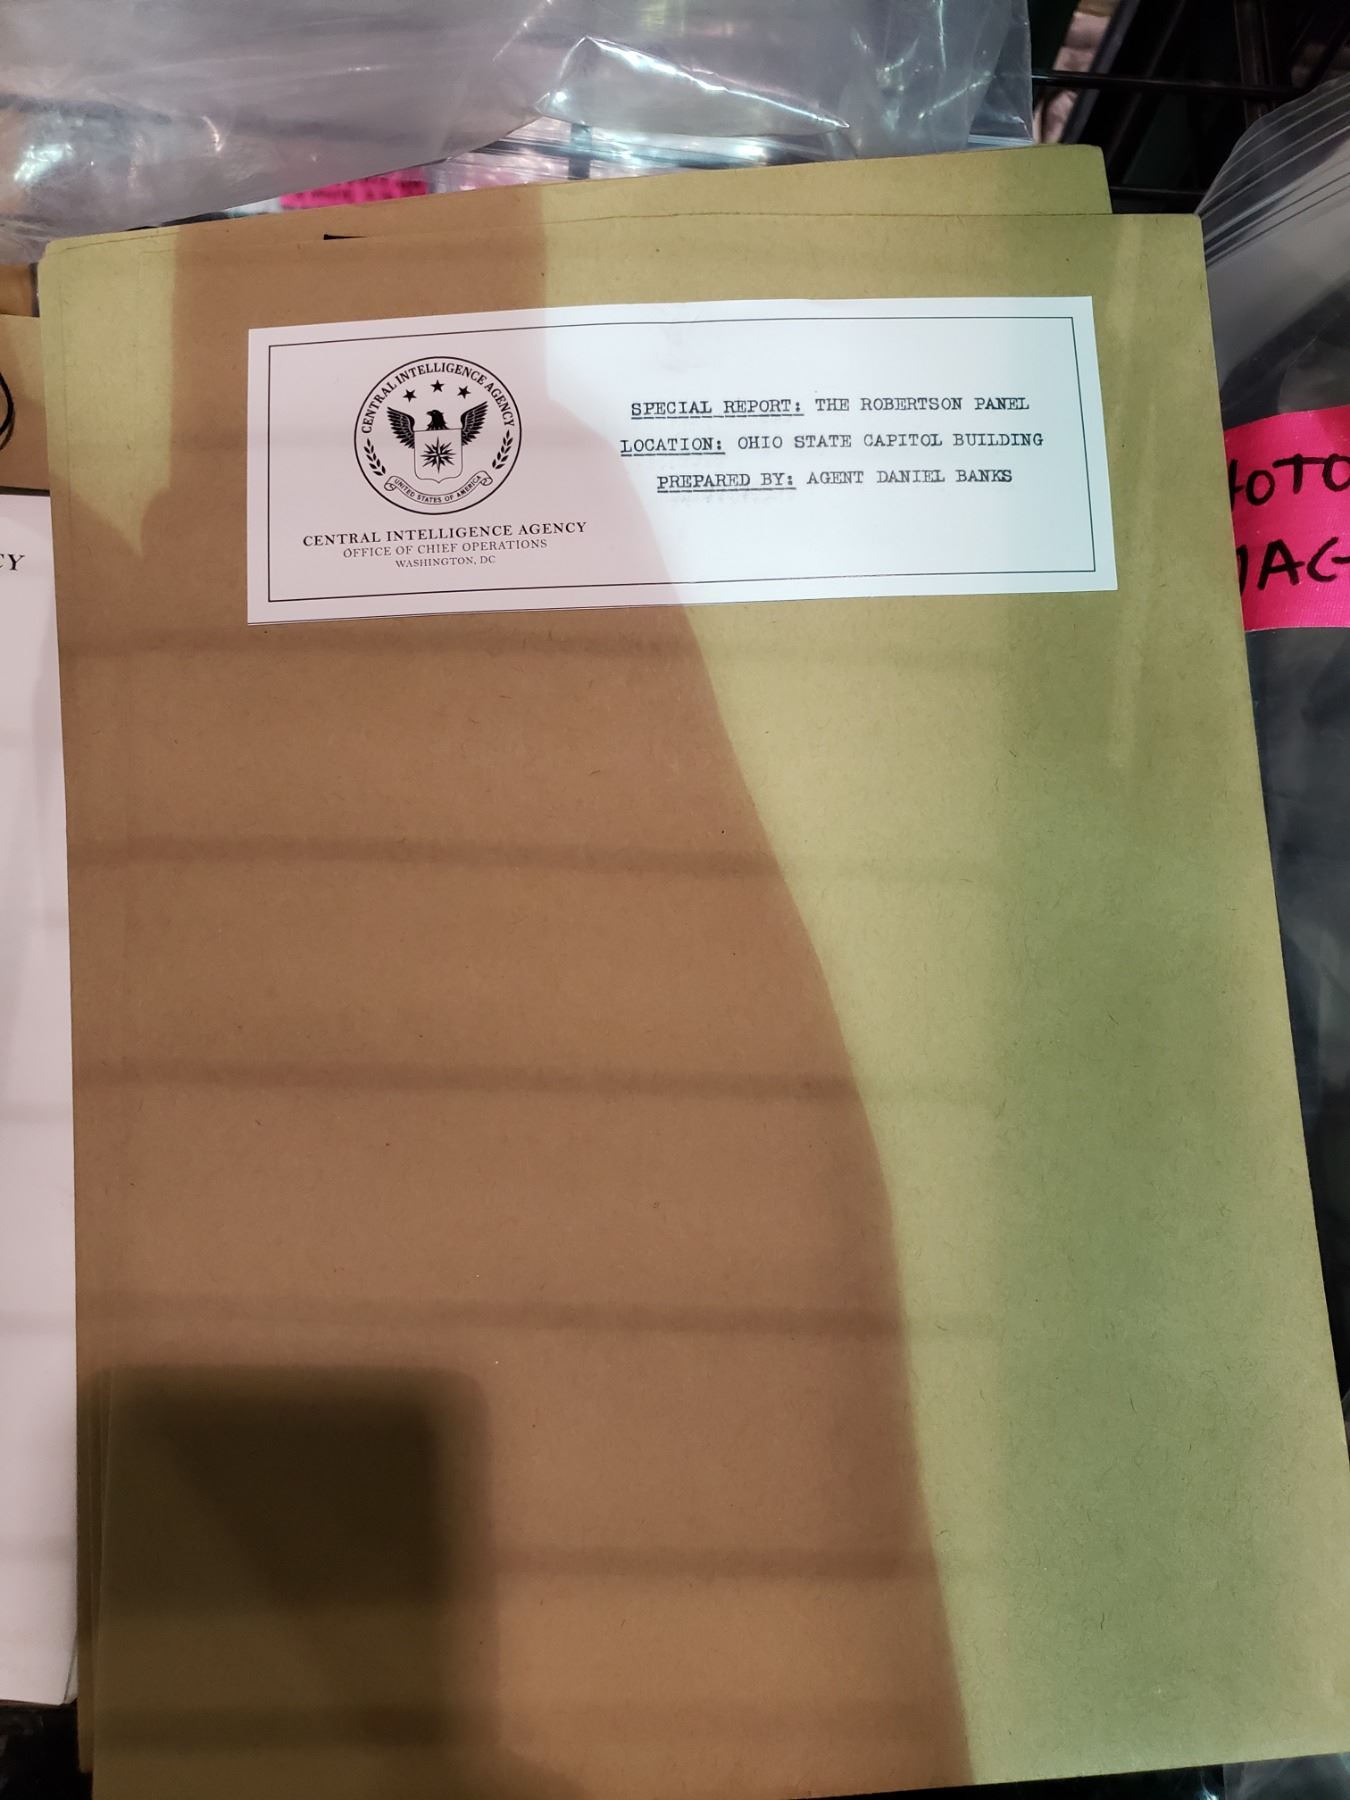 CENTRAL INTELLIGENCE AGENCY
UNITED STATES OF AMERICA
CENTRAL INTELLIGENCE AGENCY
OFFICE OF CHIEF OPERATIONS
WASHINGTON, DC
SPECIAL REPORT: THE ROBERTSON PANEL
LOCATION: OHIO STATE CAPITOL BUILDING
PREPARED BY: AGENT DANIEL BANKS
CY